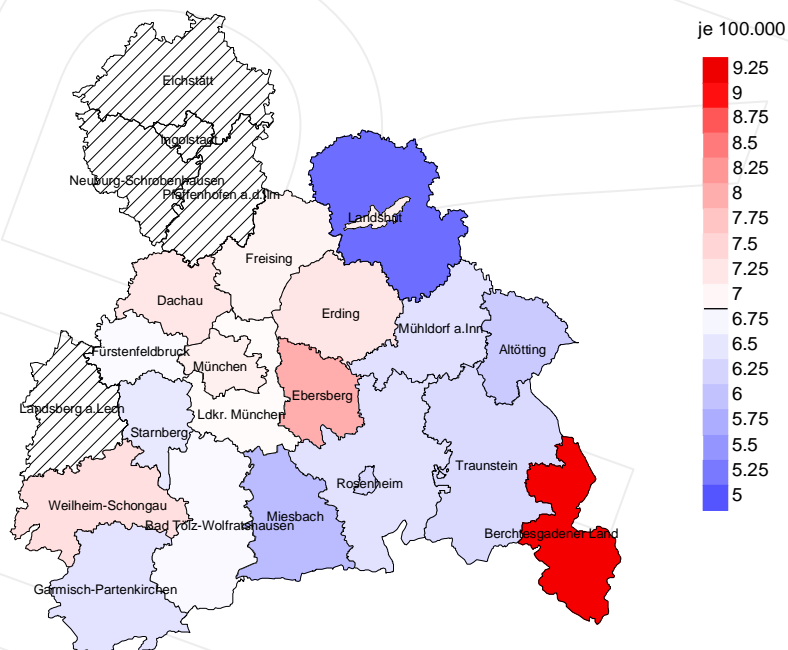 je 100.000
9.25
9
8.75
8.5
8.25
8
7.75
7.5
7.25
7
6.75
6.5
6.25
6
5.75
5.5
5.25
5
Eichstätt
Ingolstadt
Neuburg-Schrobenhausen
Pfaffenhofen a.d.Ilm
Landshut
Freising
Dachau
Erding
Mühldorf a.Inn
Altötting
Fürstenfeldbruck
München
Ebersberg
Landsberg a.Lech
Ldkr. München
Starnberg
Traunstein
Rosenheim
Weilheim-Schongau
Miesbach
Bad Tölz-Wolfratshausen
Berchtesgadener Land
Garmisch-Partenkirchen